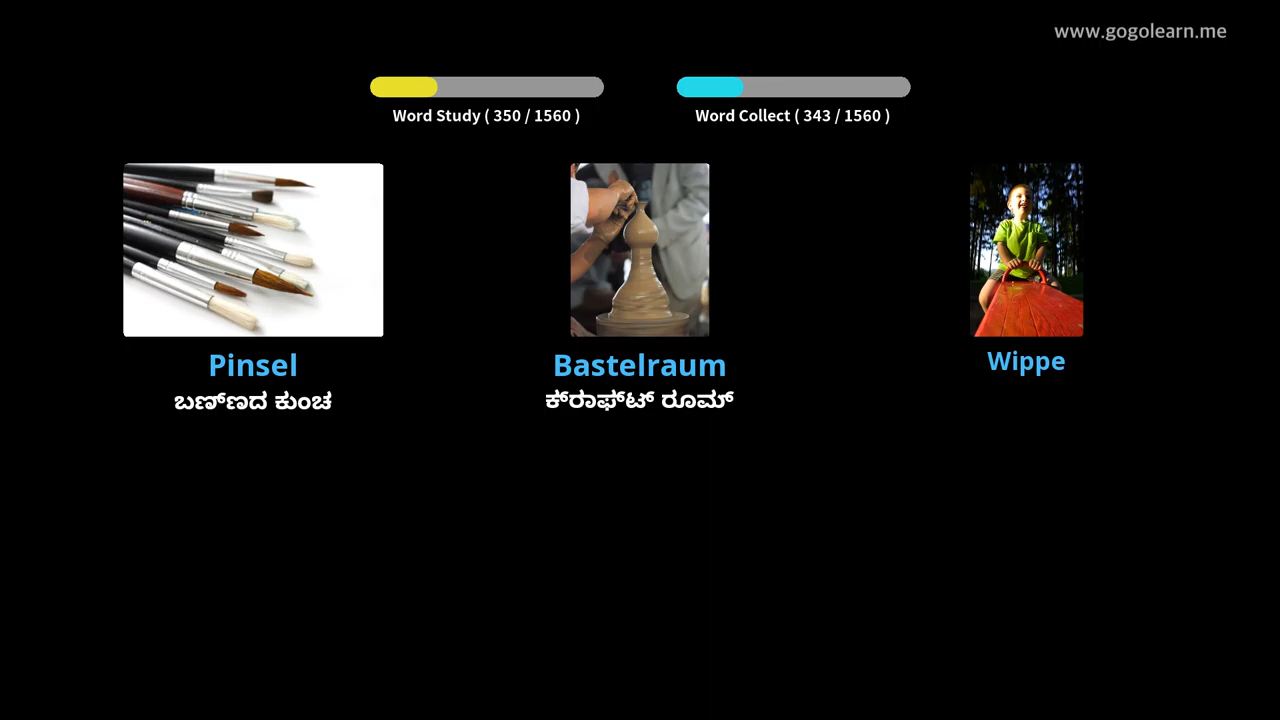 www.gogolearn.me
Word Study ( 350 / 1560 )
Word Collect ( 343 / 1560 )
Pinsel
ಬಣ್ಣದ ಕುಂಚ
Bastelraum
ಕ್ರಾಫ್ಟ್ ರೂಮ್
Wippe